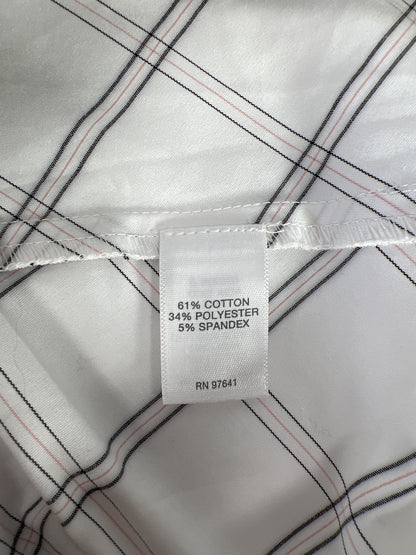 61% COTTON
34% POLYESTER
5% SPANDEX
RN 97641